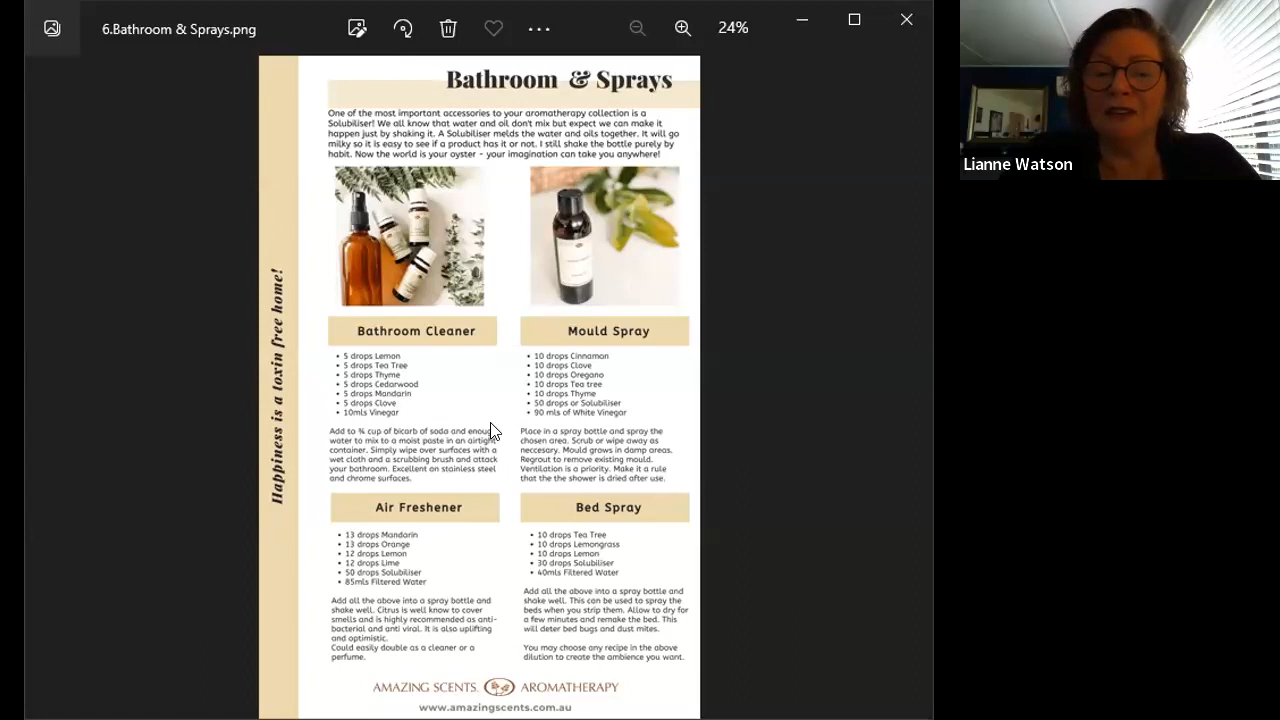 6.Bathroom & Sprays.png
24%
Lianne Watson
Bathroom & Sprays
One of the most important accessories to your aromatherapy collection is a
Solubiliser! We all know that water and oil don't mix but expect we can make it
happen just by shaking it. A Solubiliser melds the water and oils together. It will go
milky so it is easy to see if a product has it or not. I still shake the bottle purely by
habit. Now the world is your oyster - your imagination can take you anywhere!
Happiness is a toxin free home!
Bathroom Cleaner
• 5 drops Lemon
• 5 drops Tea Tree
• 5 drops Thyme
• 5 drops Cedarwood
• 5 drops Mandarin
• 5 drops Clove
• 10mls Vinegar
Add to ¾ cup of bicarb of soda and enough
water to mix to a moist paste in an airtight
container. Simply wipe over surfaces with a
wet cloth and a scrubbing brush and attack
your bathroom. Excellent on stainless steel
and chrome surfaces.
Mould Spray
• 10 drops Cinnamon
• 10 drops Clove
• 10 drops Oregano
• 10 drops Tea tree
• 10 drops Thyme
• 50 drops or Solubiliser
• 90 mls of White Vinegar
Place in a spray bottle and spray the
chosen area. Scrub or wipe away as
neccesary. Mould grows in damp areas.
Regrout to remove existing mould.
Ventilation is a priority. Make it a rule
that the the shower is dried after use.
Air Freshener
• 13 drops Mandarin
• 13 drops Orange
• 12 drops Lemon
• 12 drops Lime
• 50 drops Solubiliser
• 85mls Filtered Water
Add all the above into a spray bottle and
shake well. Citrus is well know to cover
smells and is highly recommended as anti-
bacterial and anti viral. It is also uplifting
and optimistic.
Could easily double as a cleaner or a
perfume.
Bed Spray
• 10 drops Tea Tree
• 10 drops Lemongrass
• 10 drops Lemon
• 30 drops Solubiliser
• 40mls Filtered Water
Add all the above into a spray bottle and
shake well. This can be used to spray the
beds when you strip them. Allow to dry for
a few minutes and remake the bed. This
will deter bed bugs and dust mites.
You may choose any recipe in the above
dilution to create the ambience you want.
AMAZING SCENTS AROMATHERAPY
www.amazingscents.com.au